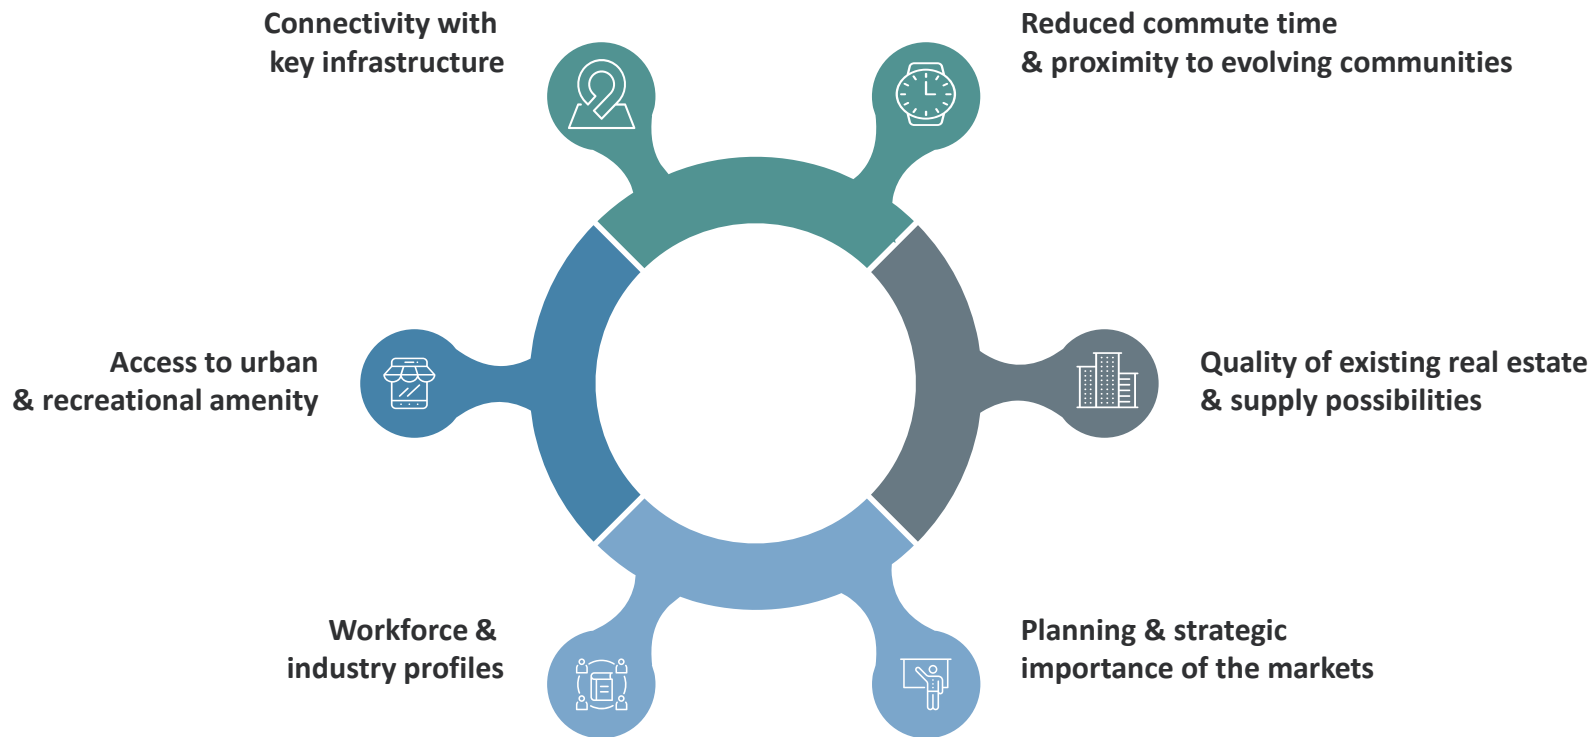 Connectivity with
key infrastructure
Reduced commute time
& proximity to evolving communities
Access to urban
& recreational amenity
Quality of existing real estate
& supply possibilities
Workforce &
industry profiles
Planning & strategic
importance of the markets